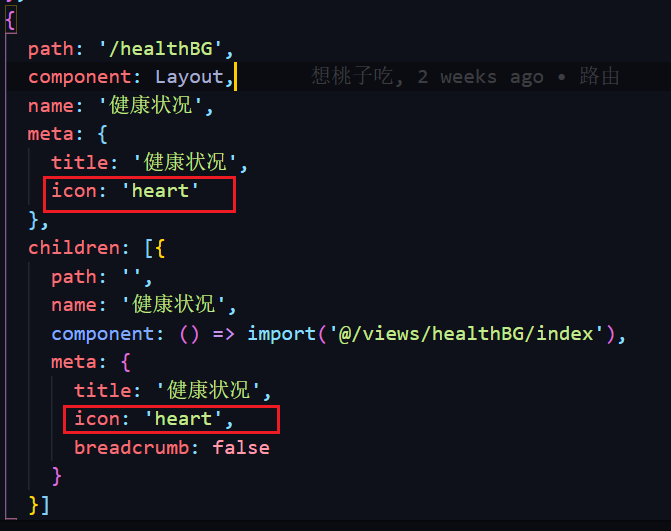 {
path: '/healthBG',
component: Layout, 想桃子吃, 2 weeks ago • 路由
name: '健康状况',
meta: {
title: '健康状况',
icon: 'heart'
},
children: [{
path: '',
name: '健康状况',
component: () => import('@/views/healthBG/index'),
meta: {
title: '健康状况',
icon: 'heart',
breadcrumb: false
}
}]